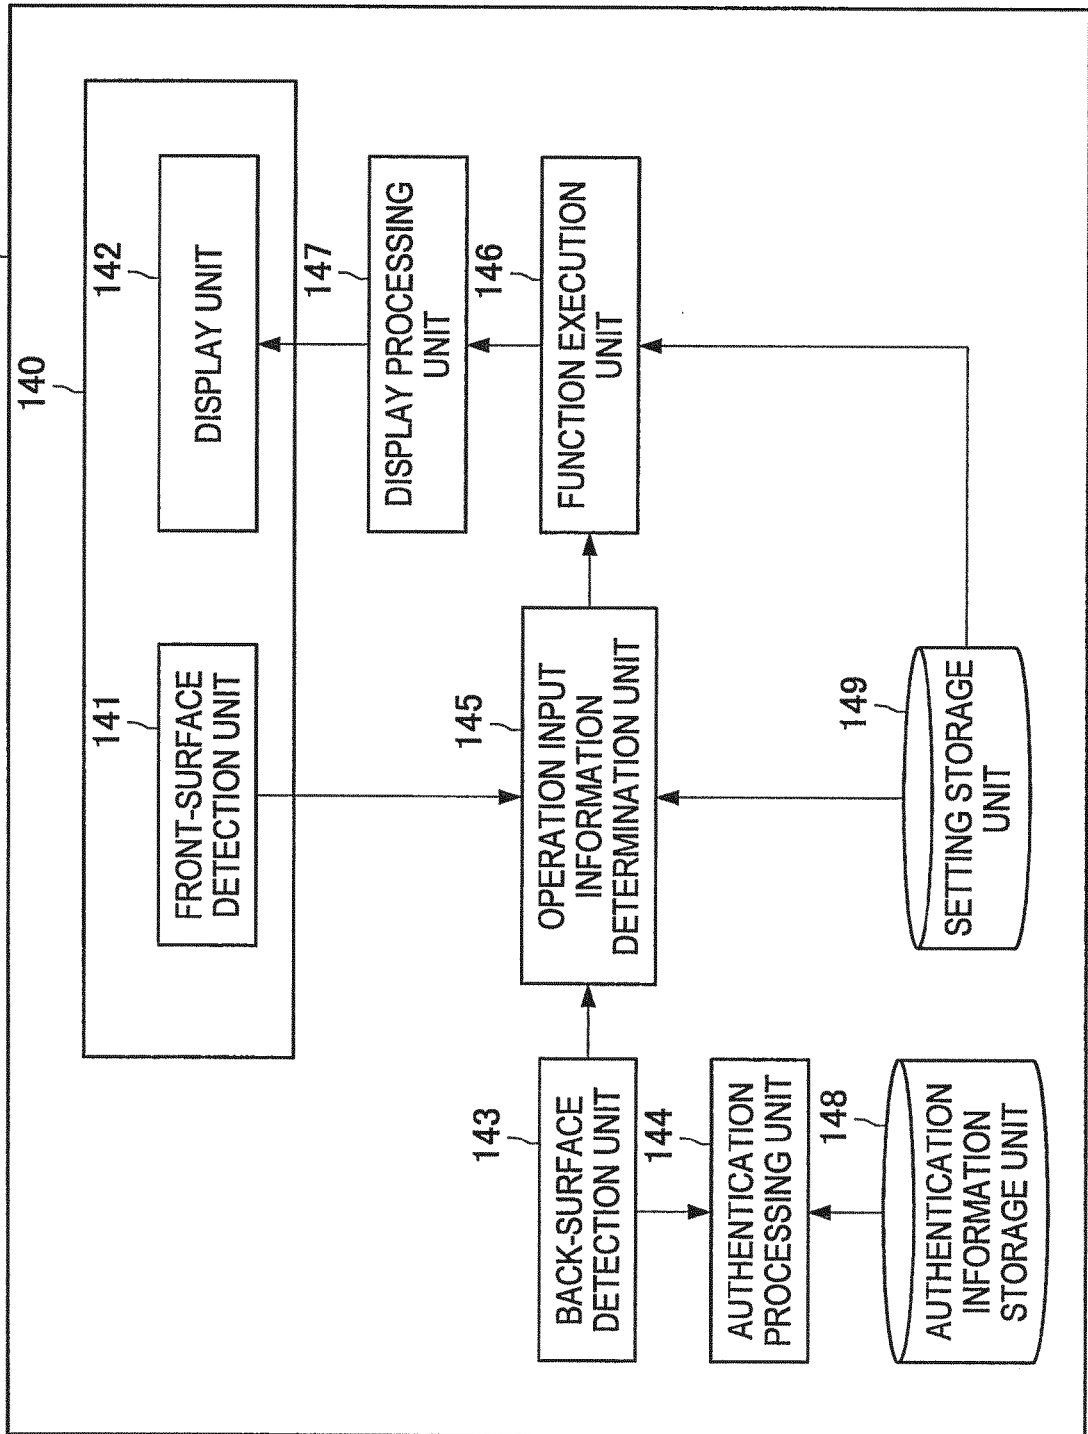 140
141
FRONT-SURFACE
DETECTION UNIT
142
DISPLAY UNIT
147
DISPLAY PROCESSING
UNIT
143
BACK-SURFACE
DETECTION UNIT
145
OPERATION INPUT
INFORMATION
DETERMINATION UNIT
146
FUNCTION EXECUTION
UNIT
144
AUTHENTICATION
PROCESSING UNIT
148
AUTHENTICATION
INFORMATION
STORAGE UNIT
149
SETTING STORAGE
UNIT